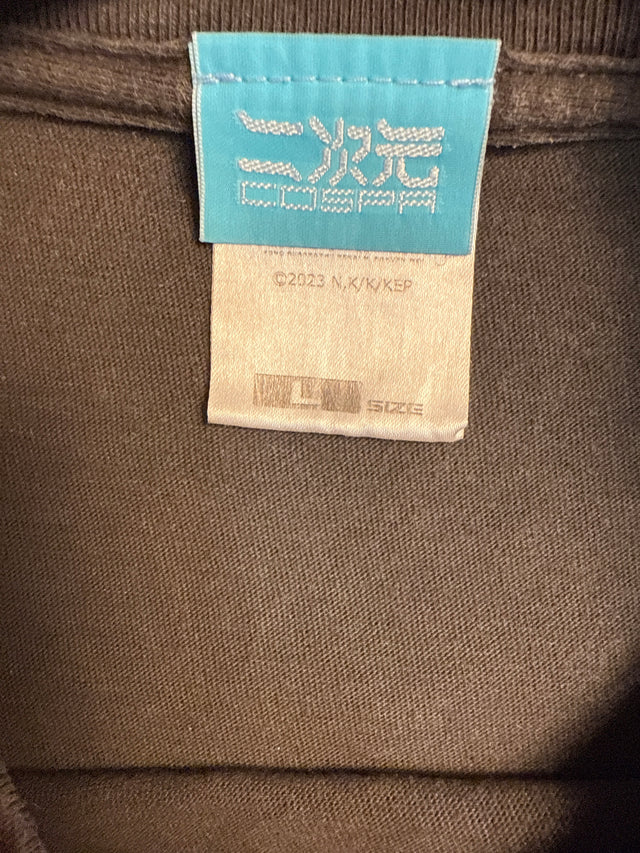 二次元
COSPA
©2023 N,K/K/KEP
L SIZE